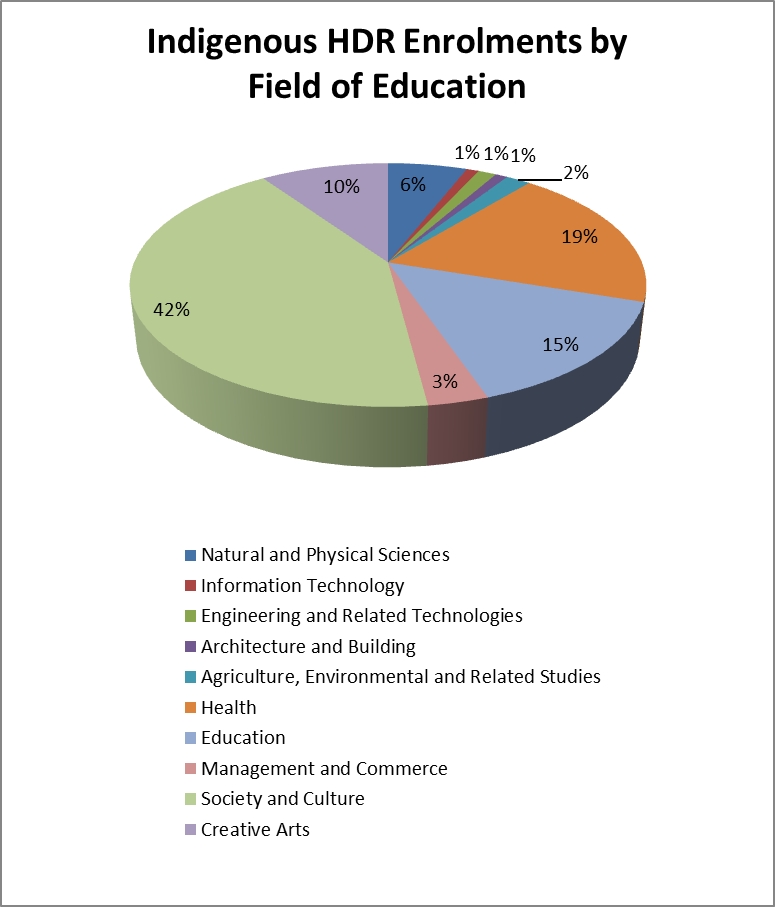 Indigenous HDR Enrolments by
Field of Education
1%
1%
1%
2%
10%
6%
19%
42%
15%
3%
Natural and Physical Sciences
Information Technology
Engineering and Related Technologies
Architecture and Building
Agriculture, Environmental and Related Studies
Health
Education
Management and Commerce
Society and Culture
Creative Arts